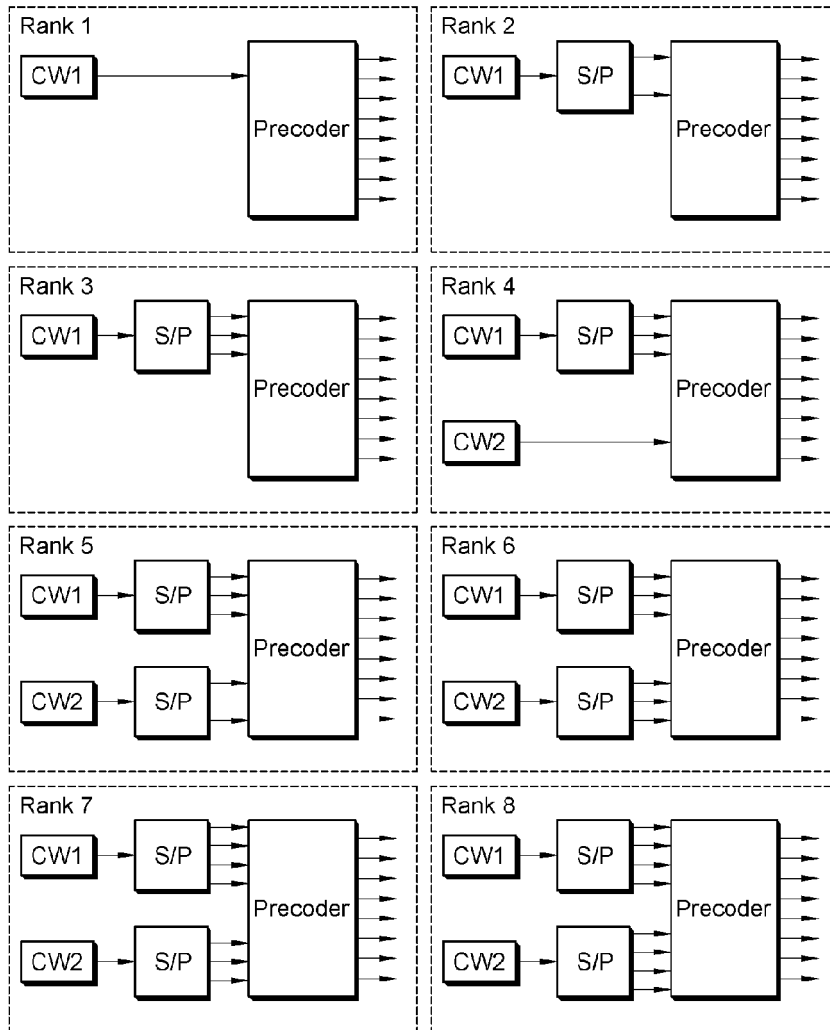 Rank 1
CW1
Precoder
Rank 2
CW1
S/P
Precoder
Rank 3
CW1
S/P
Precoder
Rank 4
CW1
S/P
Precoder
CW2
Rank 5
CW1
S/P
Precoder
CW2
S/P
Rank 6
CW1
S/P
Precoder
CW2
S/P
Rank 7
CW1
S/P
Precoder
CW2
S/P
Rank 8
CW1
S/P
Precoder
CW2
S/P